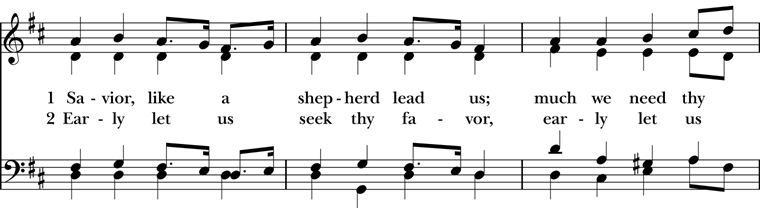 1 Sa - vior, like a shep - herd lead us; much we need thy
2 Ear - ly let us seek thy fa - vor, ear - ly let us